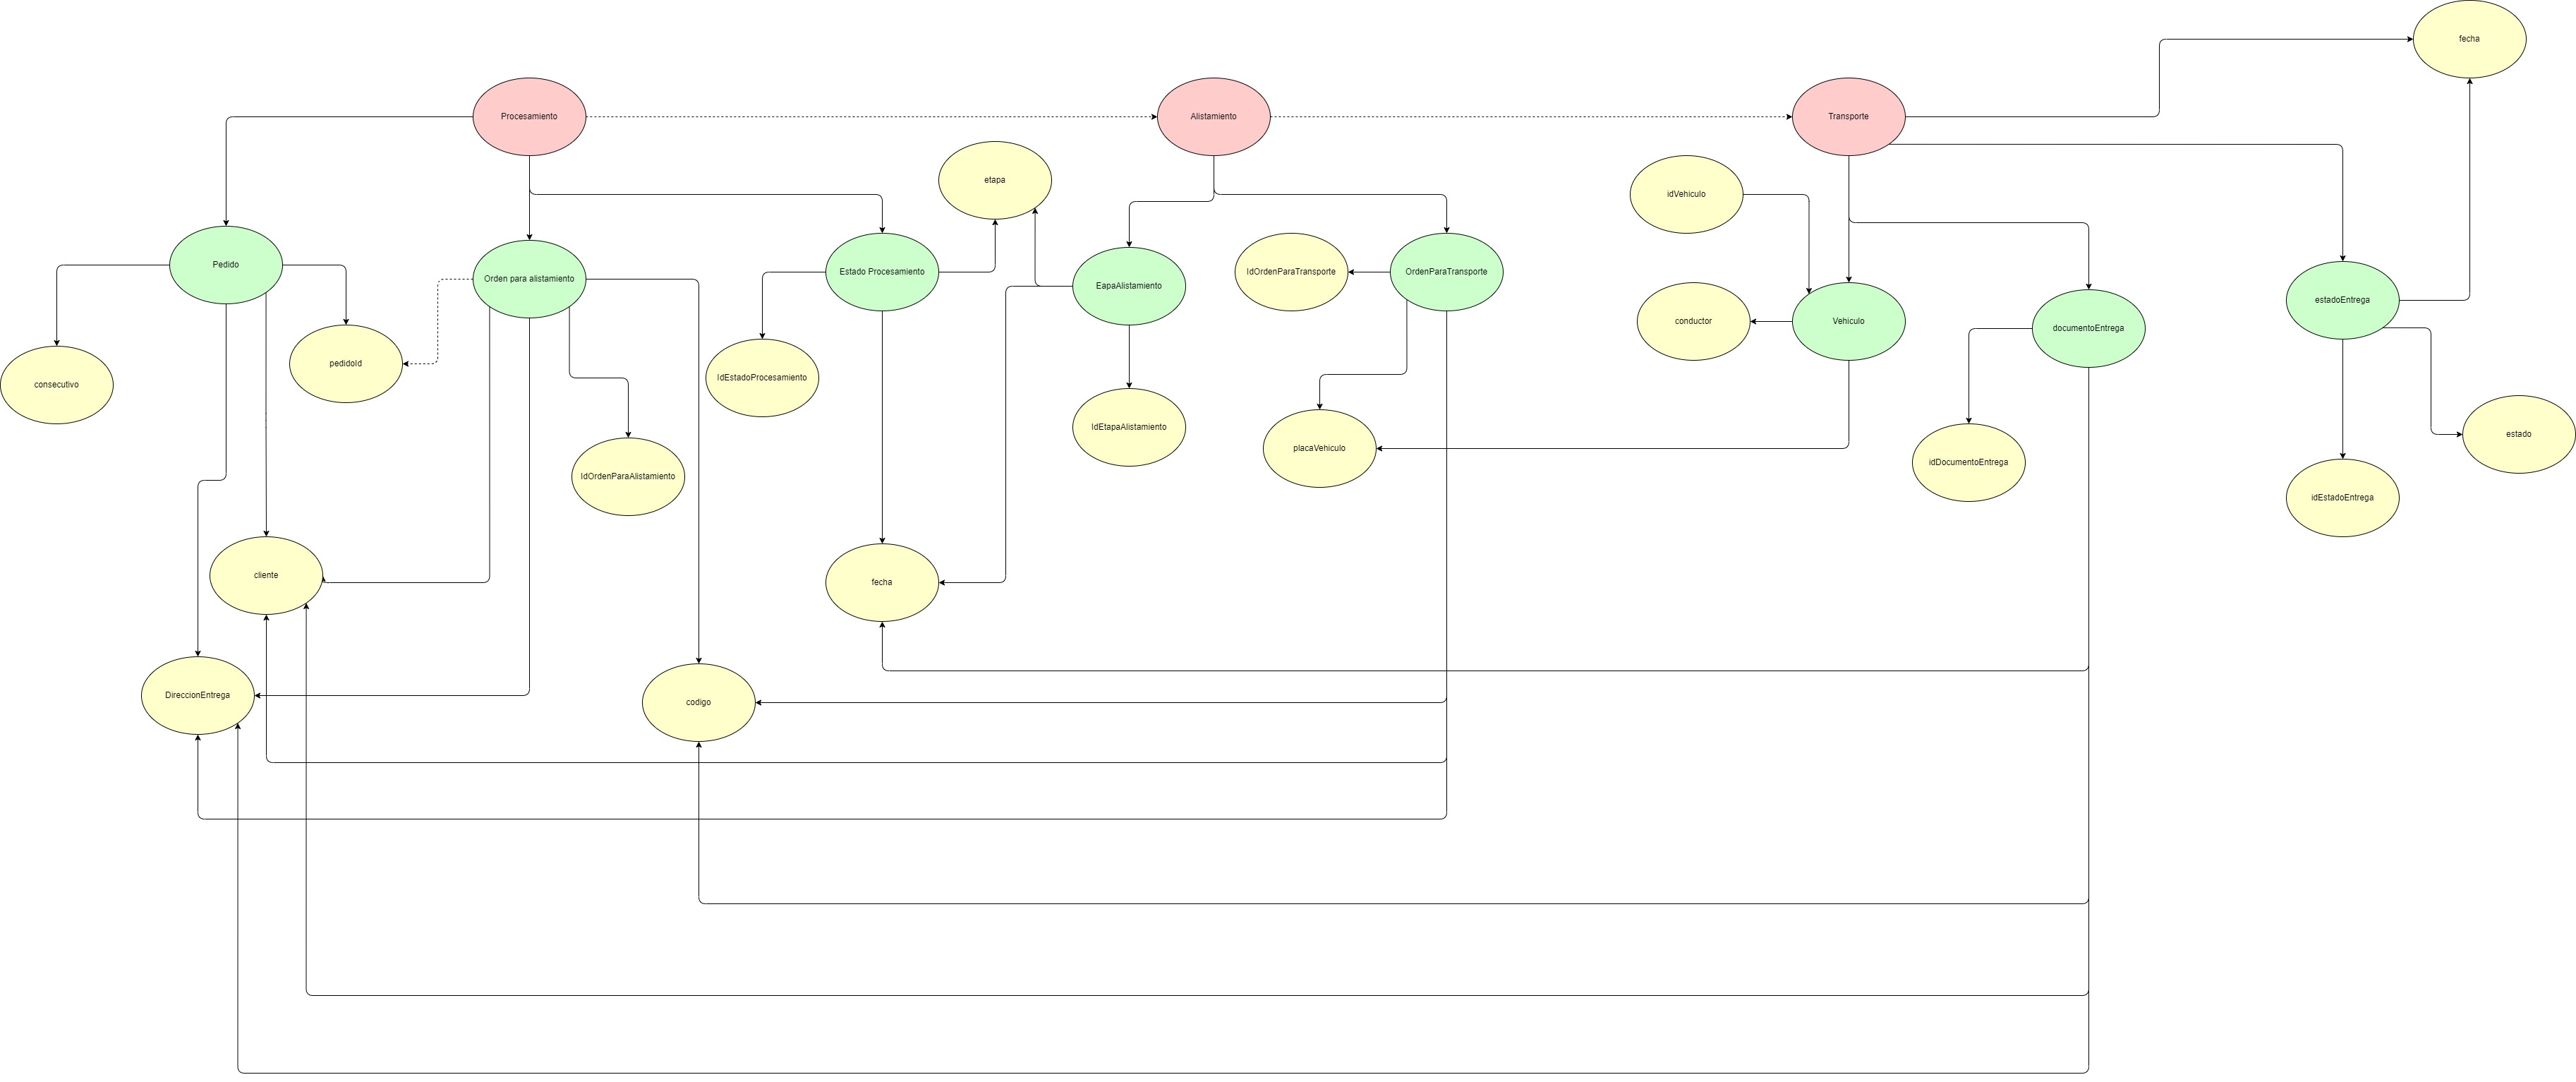 fecha
Procesamiento
Alistamiento
Transporte
etapa
idVehiculo
Pedido
Orden para alistamiento
Estado Procesamiento
EapaAlistamiento
IdOrdenParaTransporte
OrdenParaTransporte
estadoEntrega
conductor
Vehiculo
documentoEntrega
consecutivo
pedidoId
IdEstadoProcesamiento
IdEtapaAlistamiento
placaVehiculo
estado
IdOrdenParaAlistamiento
idDocumentoEntrega
idEstadoEntrega
cliente
fecha
DireccionEntrega
codigo